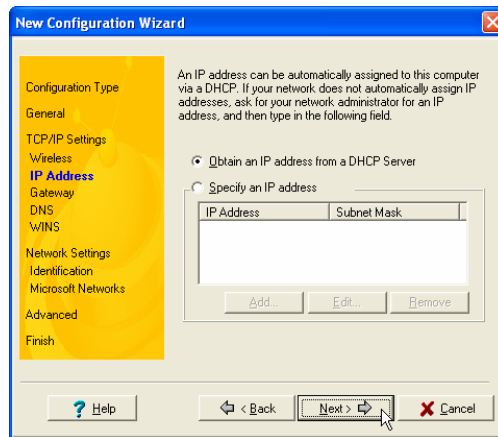 New Configuration Wizard
Configuration Type
General
TCP/IP Settings
Wireless
IP Address
Gateway
DNS
WINS
Network Settings
Identification
Microsoft Networks
Advanced
Finish
An IP address can be automatically assigned to this computer
via a DHCP. If your network does not automatically assign IP
addresses, ask for your network administrator for an IP
address, and then type in the following field.
Obtain an IP address from a DHCP Server
Specify an IP address
IP Address Subnet Mask
Add... Edit... Remove
? Help < Back Next > Cancel